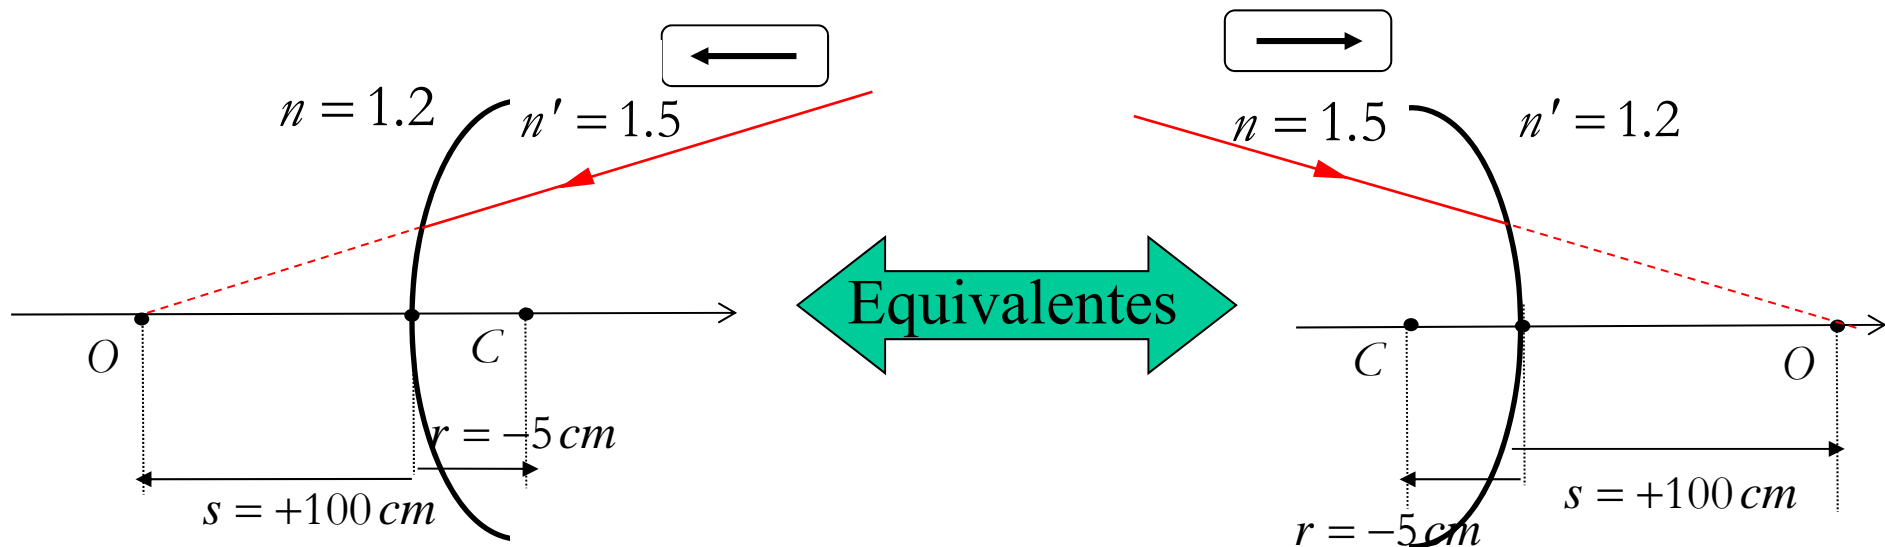 n = 1.2
n' = 1.5
O
C
r = −5 cm
s = +100 cm
Equivalentes
n = 1.5
n' = 1.2
C
O
s = +100 cm
r = −5 cm